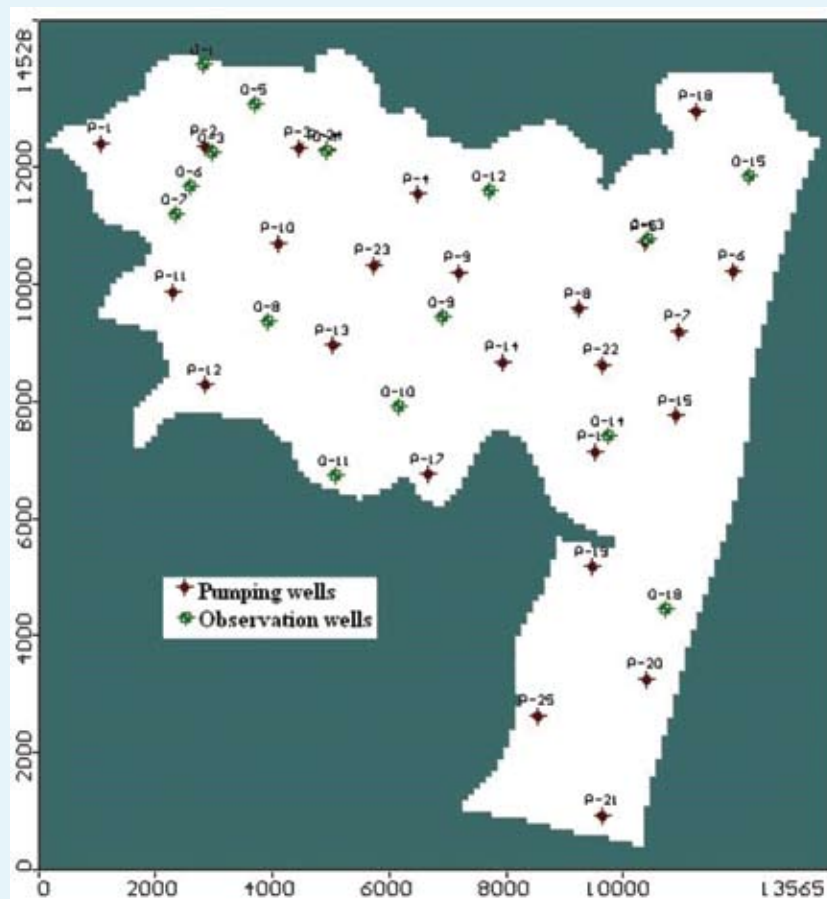 14528
12000
10000
8000
6000
4000
2000
0
O-1
O-5
P-18
P-1
P-2
O-3
P-3
O-15
O-6
O-12
P-4
O-7
P-10
P-23
P-9
P-6
P-11
P-8
O-8
O-9
P-7
P-13
P-14
P-22
P-12
O-10
P-15
O-14
O-11
P-17
P-19
Pumping wells
Observation wells
O-18
P-20
P-25
P-21
0
2000
4000
6000
8000
10000
13565